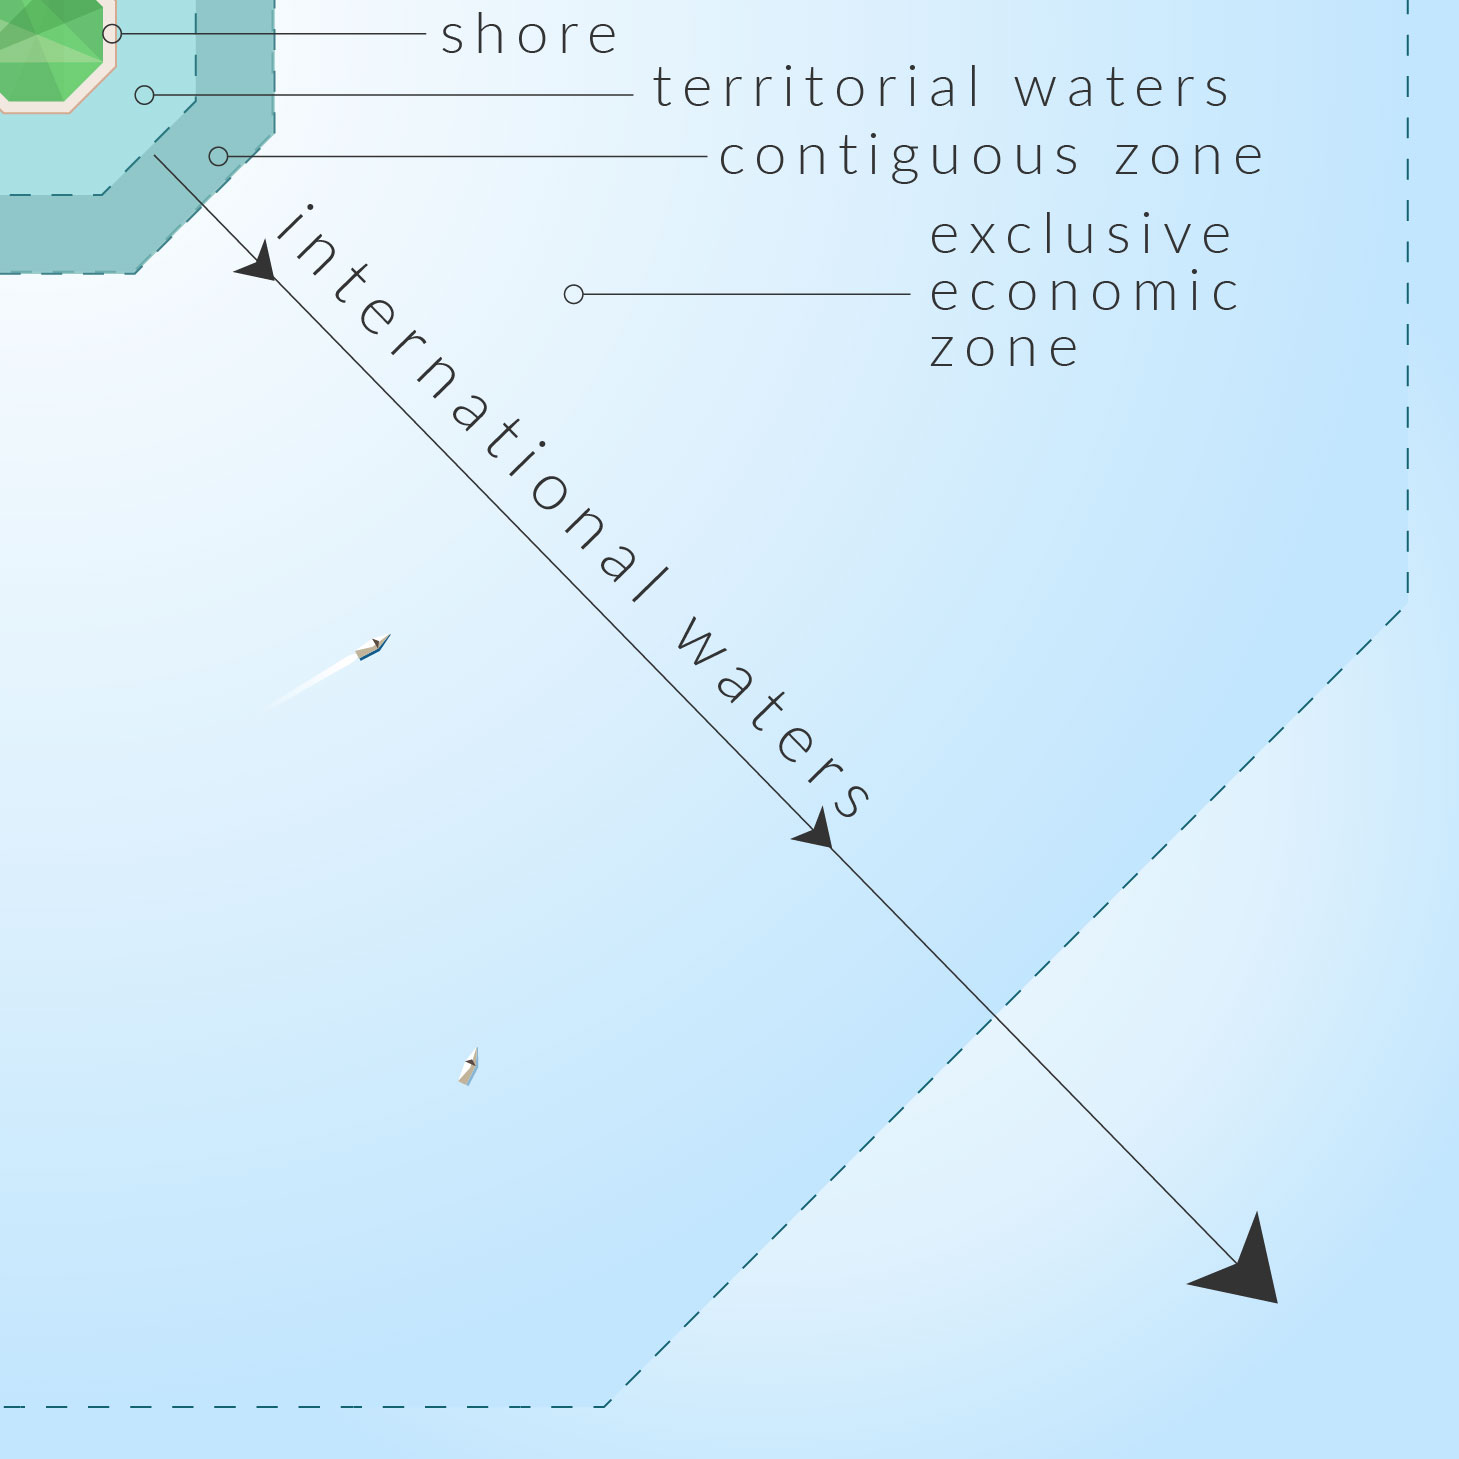 shore
territorial waters
contiguous zone
exclusive
economic
zone
international waters